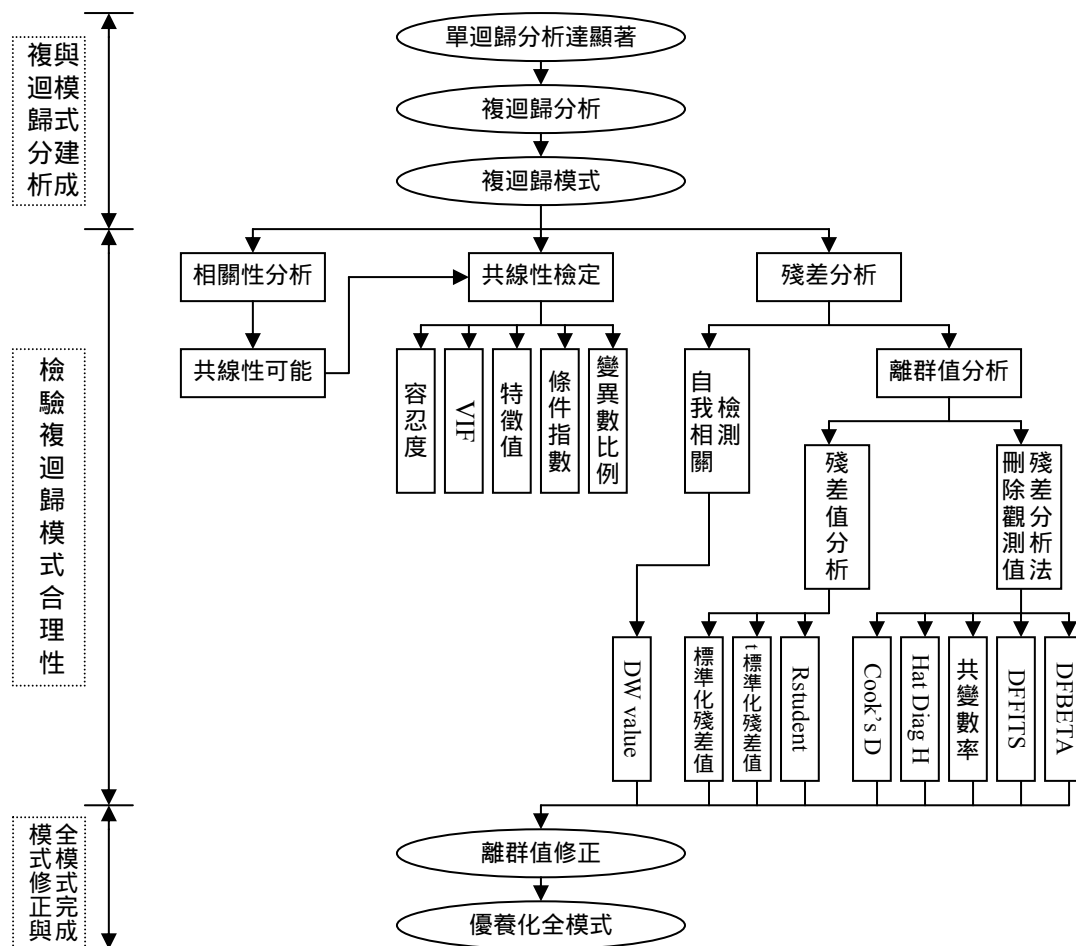 單迴歸分析達顯著
複迴歸分析
與模式建成
複迴歸分析
複迴歸模式
相關性分析
共線性檢定
殘差分析
共線性可能
離群值分析
容忍度
VIF
特徵值
條件指數
變異數比例
自我相關
檢測
殘差值分析
刪除觀測值
殘差分析法
檢驗複迴歸模式合理性
DW value
標準化殘差值
t標準化殘差值
Rstudent
Cook's D
Hat Diag H
共變數率
DFFITS
DFBETA
模式修正與
全模式完成
離群值修正
優養化全模式